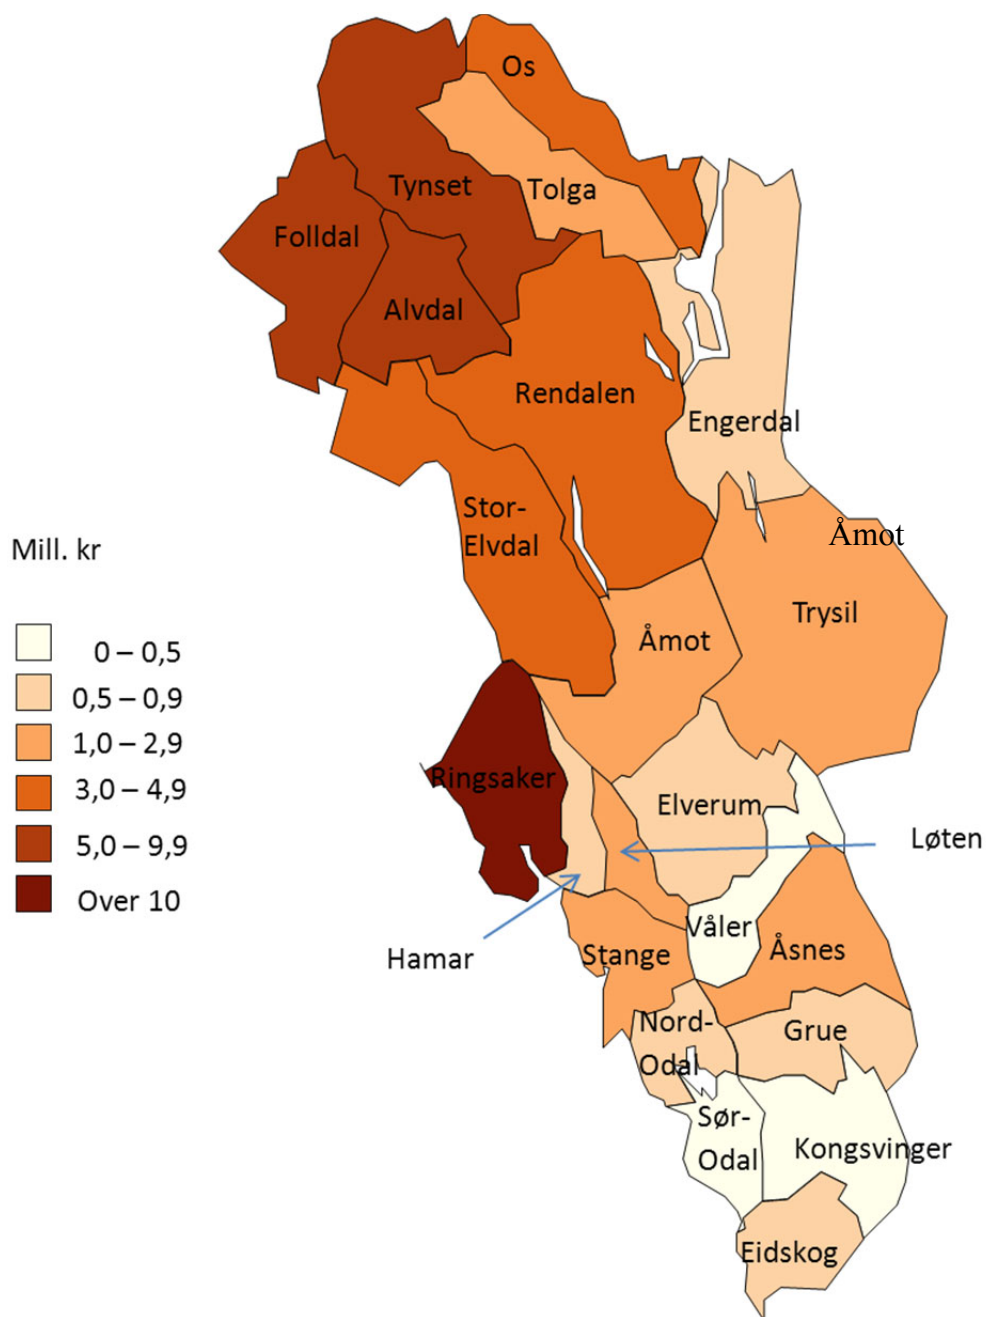 Os
Tynset
Tolga
Folldal
Alvdal
Rendalen
Engerdal
Stor-
Elvdal
Åmot
Mill. kr
Trysil
Åmot
0 – 0,5
0,5 – 0,9
1,0 – 2,9
3,0 – 4,9
5,0 – 9,9
Over 10
Ringsaker
Elverum
Løten
Våler
Hamar
Stange
Åsnes
Nord-
Odal
Grue
Sør-
Odal
Kongsvinger
Eidskog